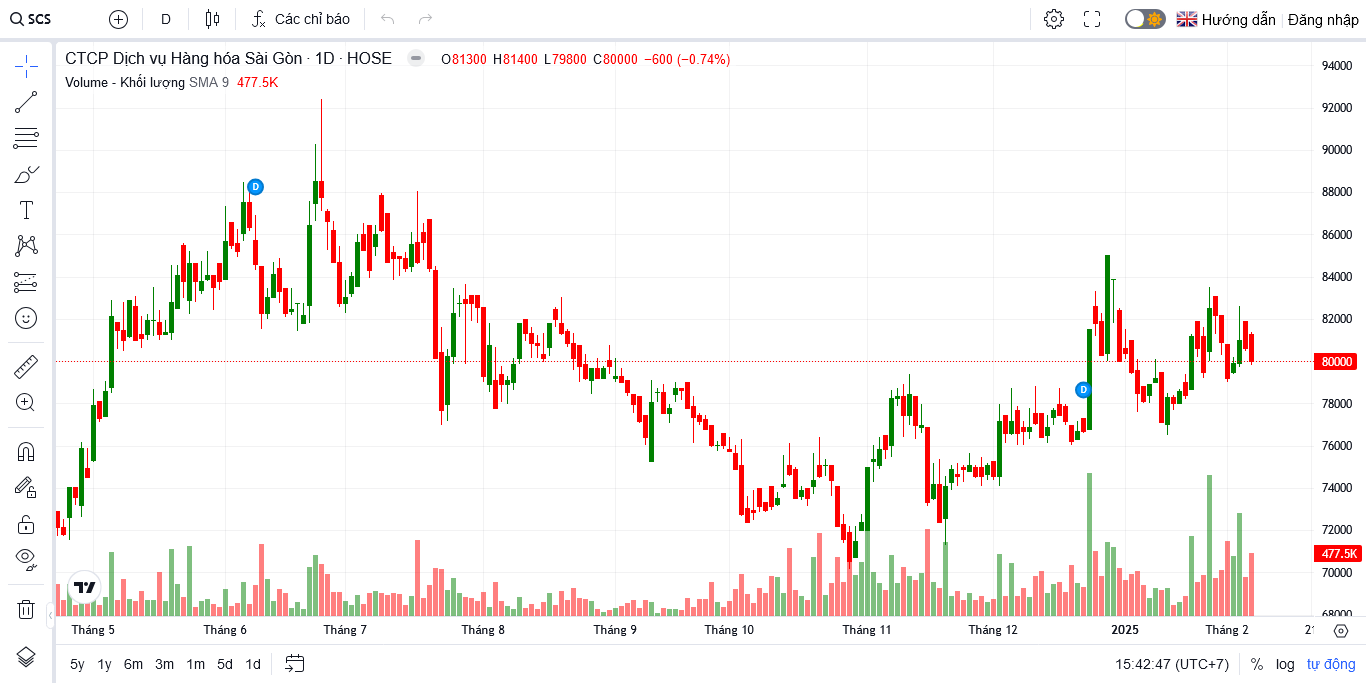 SCS D Các chỉ báo Hướng dẫn Đăng nhập
CTCP Dịch vụ Hàng hóa Sài Gòn · 1D · HOSE O81300 H81400 L79800 C80000 −600 (−0.74%)
Volume - Khối lượng SMA 9 477.5K
94000
92000
90000
88000
86000
84000
82000
80000
78000
76000
74000
72000
477.5K
70000
68000
D
D
Tháng 5 Tháng 6 Tháng 7 Tháng 8 Tháng 9 Tháng 10 Tháng 11 Tháng 12 2025 Tháng 2
5y 1y 6m 3m 1m 5d 1d 15:42:47 (UTC+7) % log tự động